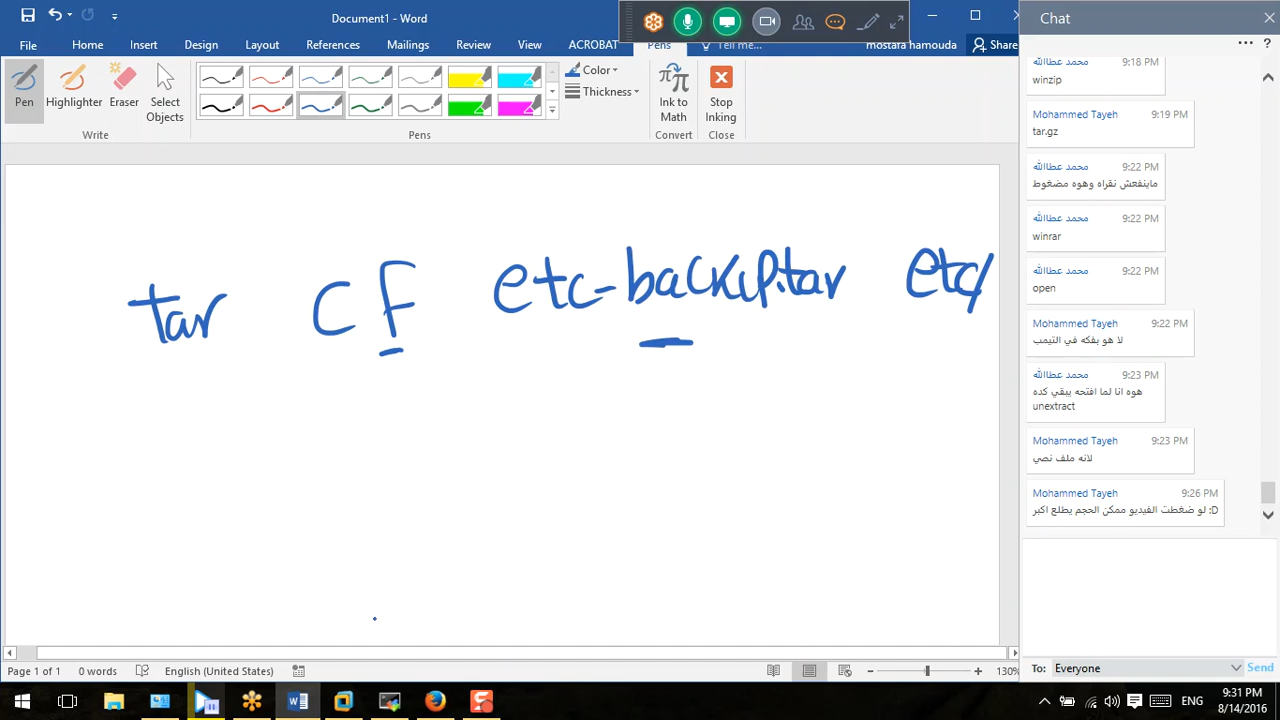 Document1 - Word
File
Home
Insert
Design
Layout
References
Mailings
Review
View
ACROBAT
Pens
Tell me...
mostafa hamouda
Share
Pen
Highlighter
Eraser
Select Objects
Color
Thickness
Ink to Math
Stop Inking
Write
Pens
Convert
Close
tar cf etc-backup.tar etc/
Page 1 of 1
0 words
English (United States)
130%
Chat
محمد عطاالله 9:18 PM
winzip
Mohammed Tayeh 9:19 PM
tar.gz
محمد عطاالله 9:22 PM
ماينفعش نقراه وهوه مضغوط
محمد عطاالله 9:22 PM
winrar
محمد عطاالله 9:22 PM
open
Mohammed Tayeh 9:22 PM
لا هو بفكه في التيمب
محمد عطاالله 9:23 PM
هوه انا لما افتحه يبقي كده
unextract
Mohammed Tayeh 9:23 PM
لانه ملف نصي
Mohammed Tayeh 9:26 PM
لو ضغطت الفيديو ممكن الحجم يطلع اكبر :D
To: Everyone
Send
ENG
9:31 PM
8/14/2016